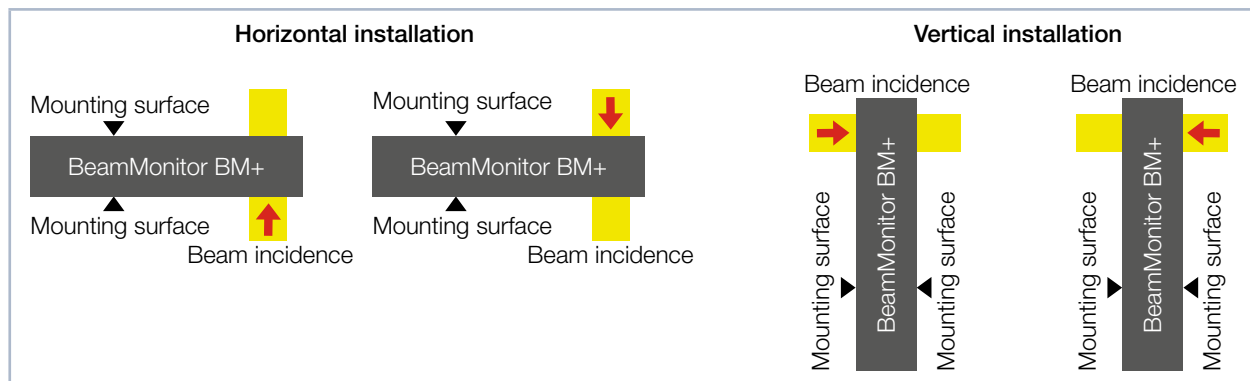 Horizontal installation
Mounting surface
BeamMonitor BM+
Mounting surface
Beam incidence
Mounting surface
BeamMonitor BM+
Mounting surface
Beam incidence
Vertical installation
Beam incidence
Mounting surface
BeamMonitor BM+
Mounting surface
Beam incidence
Mounting surface
BeamMonitor BM+
Mounting surface